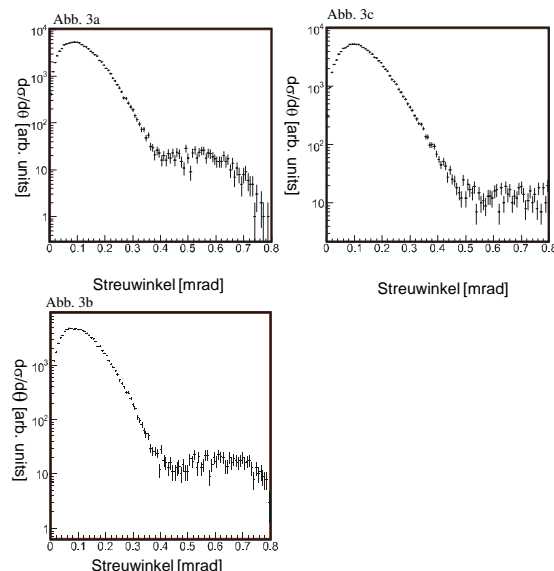 Abb. 3a
dσ/dθ [arb. units]
10⁴
10³
10²
10
1
0 0.1 0.2 0.3 0.4 0.5 0.6 0.7 0.8
Streuwinkel [mrad]
Abb. 3c
dσ/dθ [arb. units]
10⁴
10³
10²
10
0 0.1 0.2 0.3 0.4 0.5 0.6 0.7 0.8
Streuwinkel [mrad]
Abb. 3b
dσ/dθ [arb. units]
10³
10²
10
1
0 0.1 0.2 0.3 0.4 0.5 0.6 0.7 0.8
Streuwinkel [mrad]